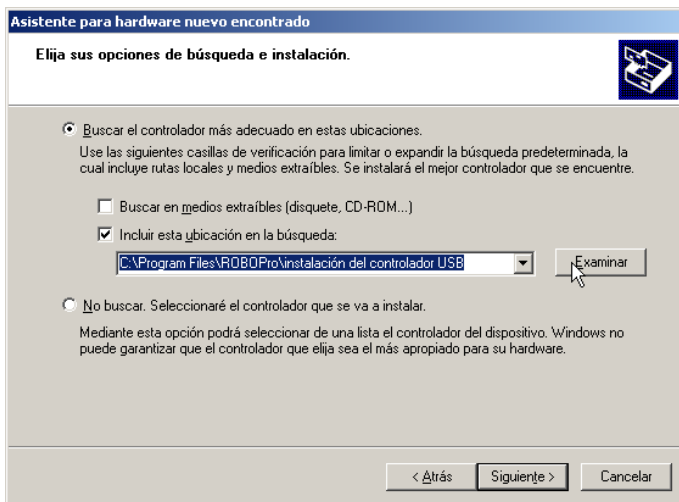 Asistente para hardware nuevo encontrado
Elija sus opciones de búsqueda e instalación.
Buscar el controlador más adecuado en estas ubicaciones.
Use las siguientes casillas de verificación para limitar o expandir la búsqueda predeterminada, la
cual incluye rutas locales y medios extraíbles. Se instalará el mejor controlador que se encuentre.
Buscar en medios extraíbles (disquete, CD-ROM...)
Incluir esta ubicación en la búsqueda:
C:\Program Files\ROBOPro\instalación del controlador USB
Examinar
No buscar. Seleccionaré el controlador que se va a instalar.
Mediante esta opción podrá seleccionar de una lista el controlador del dispositivo. Windows no
puede garantizar que el controlador que elija sea el más apropiado para su hardware.
< Atrás
Siguiente >
Cancelar